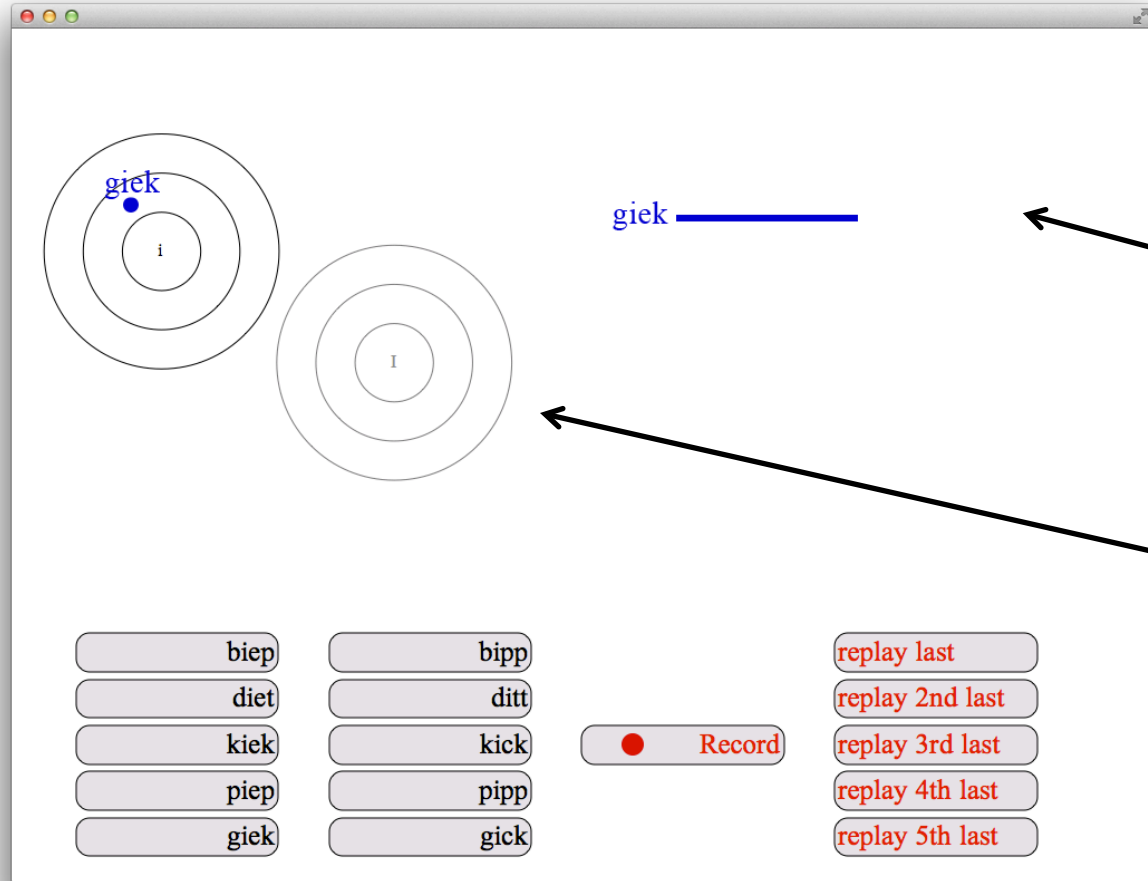 giek
giek
i
I
biep
bipp
replay last
diet
ditt
replay 2nd last
kiek
kick
Record
replay 3rd last
piep
pipp
replay 4th last
giek
gick
replay 5th last